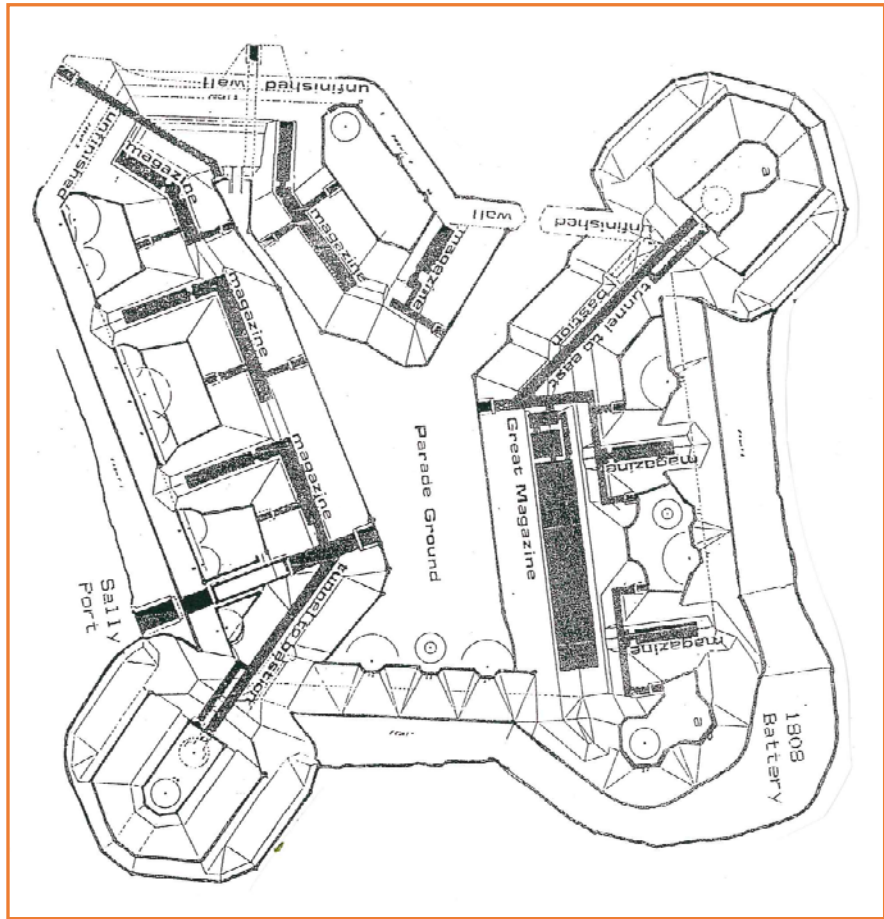 unfinished
wall
unfinished
magazine
magazine
magazine
wall
unfinished
a
magazine
tunnel to east
bastion
magazine
Parade Ground
Great Magazine
magazine
Sally
Port
tunnel to bastion
magazine
a
1808
Battery